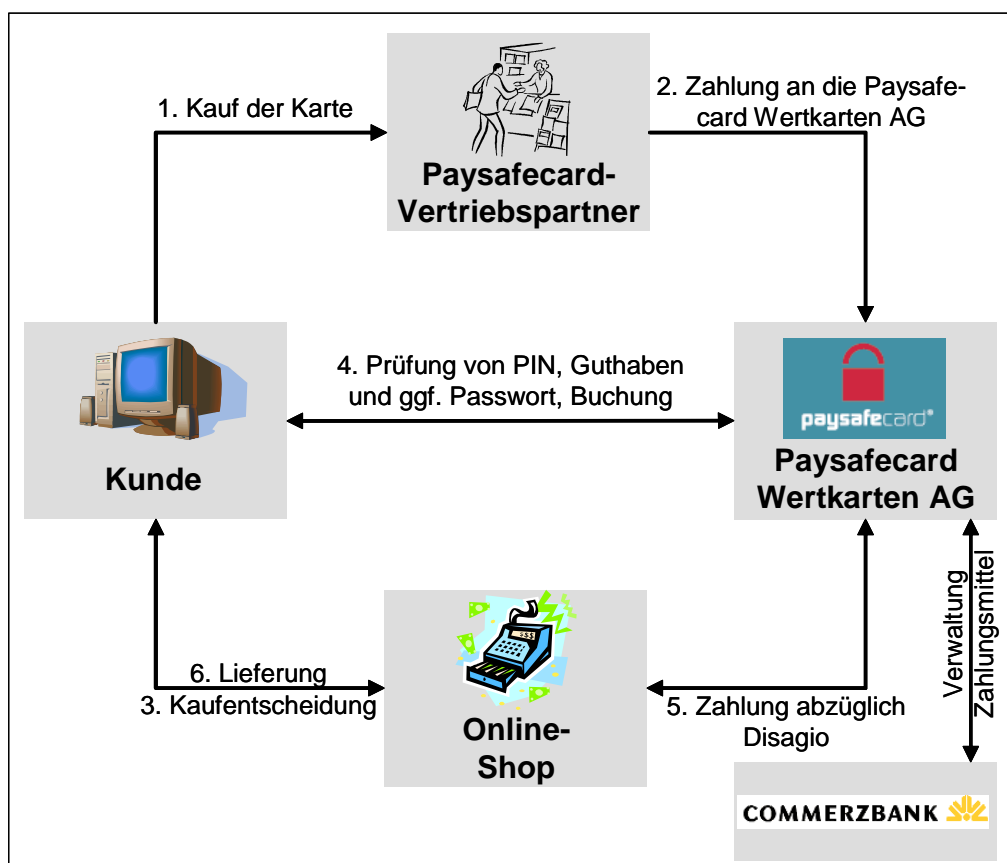 1. Kauf der Karte
2. Zahlung an die Paysafe-
card Wertkarten AG
Paysafecard-
Vertriebspartner
4. Prüfung von PIN, Guthaben
und ggf. Passwort, Buchung
Kunde
paysafecard®
Paysafecard
Wertkarten AG
6. Lieferung
3. Kaufentscheidung
Online-
Shop
5. Zahlung abzüglich
Disagio
Verwaltung
Zahlungsmittel
COMMERZBANK